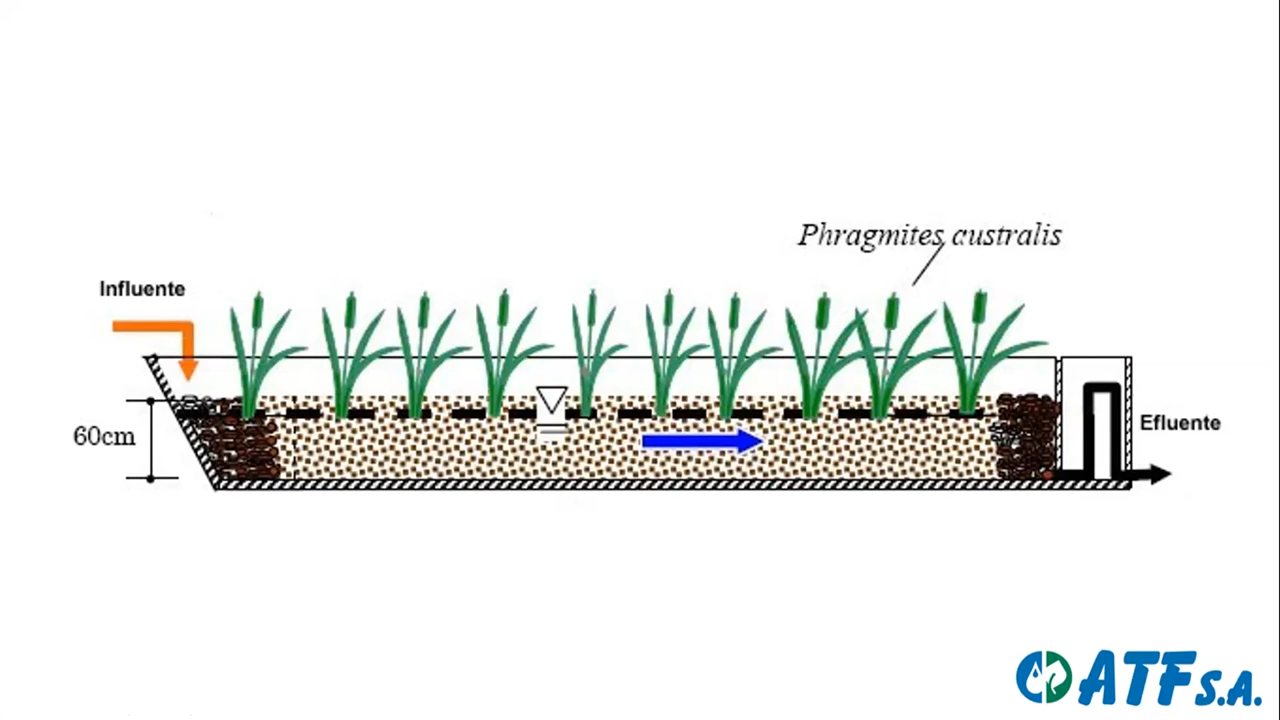 Phragmites australis
Influente
60cm
Efluente
ATF S.A.